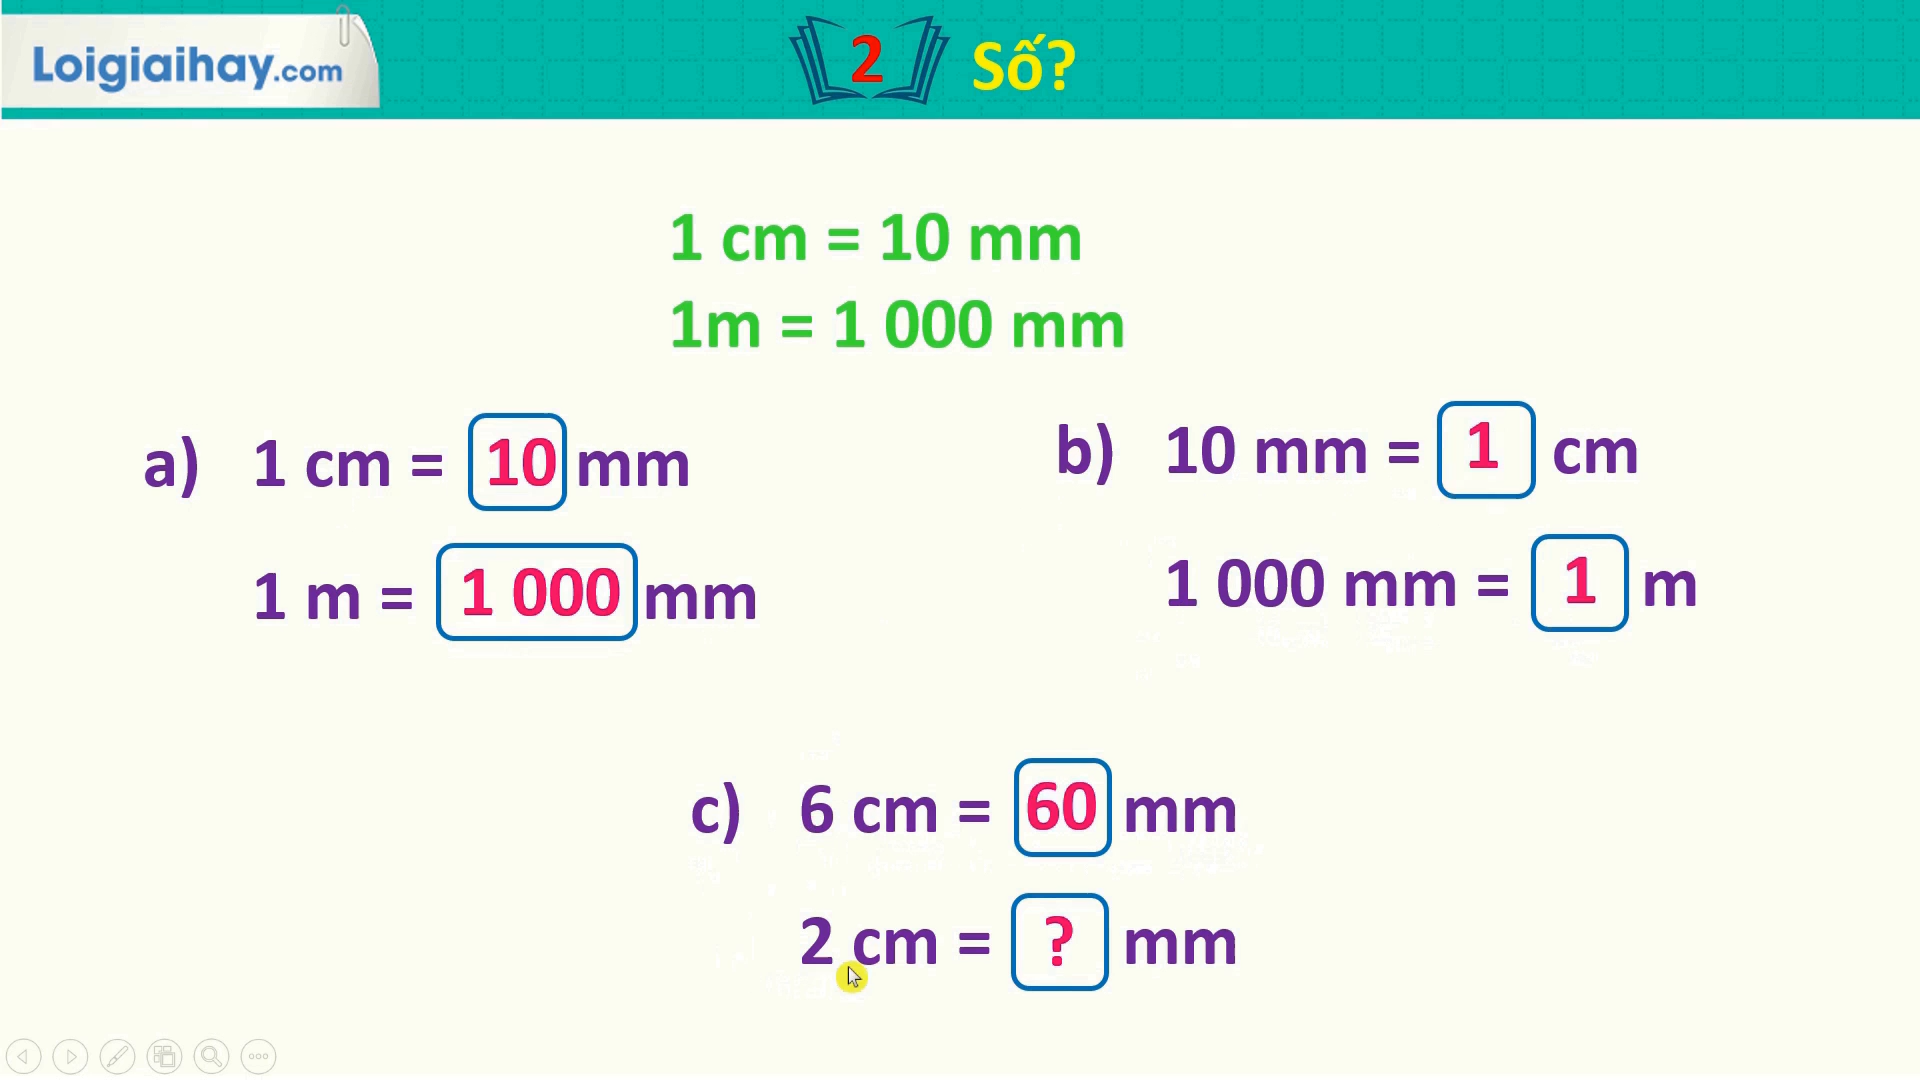 Loigiaihay.com
2 Số?
1 cm = 10 mm
1m = 1 000 mm
a) 1 cm = 10 mm
1 m = 1 000 mm
b) 10 mm = 1 cm
1 000 mm = 1 m
c) 6 cm = 60 mm
2 cm = ? mm